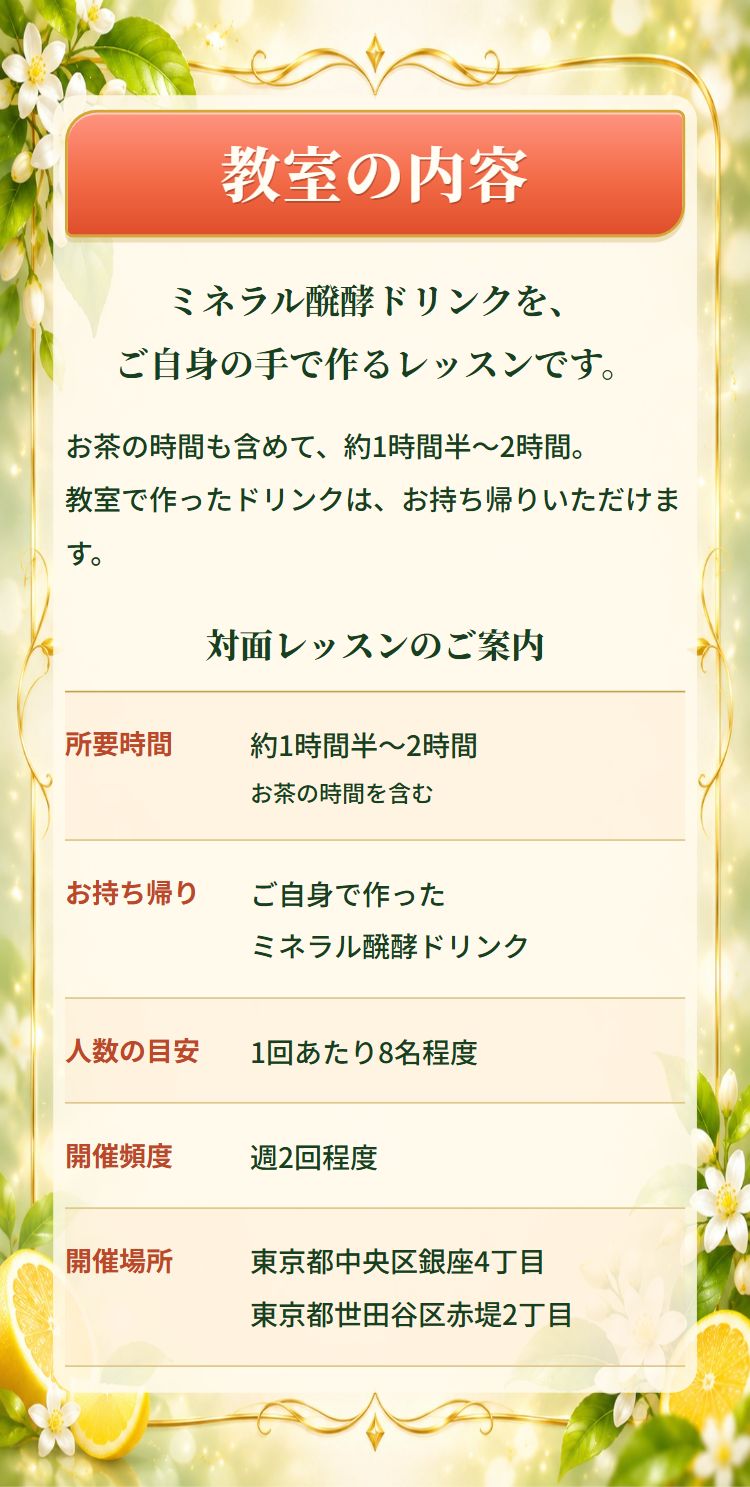 教室の内容
ミネラル醗酵ドリンクを、
ご自身の手で作るレッスンです。
お茶の時間も含めて、約1時間半〜2時間。
教室で作ったドリンクは、お持ち帰りいただけま
す。
対面レッスンのご案内
所要時間 約1時間半〜2時間
お茶の時間を含む
お持ち帰り ご自身で作った
ミネラル醗酵ドリンク
人数の目安 1回あたり8名程度
開催頻度 週2回程度
開催場所 東京都中央区銀座4丁目
東京都世田谷区赤堤2丁目